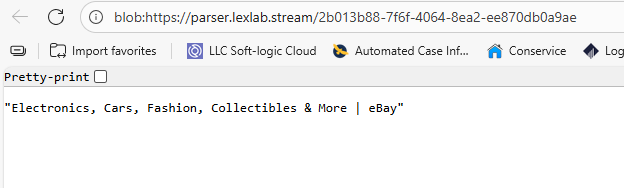 blob:https://parser.lexlab.stream/2b013b88-7f6f-4064-8ea2-ee870db0a9ae
Import favorites LLC Soft-logic Cloud Automated Case Inf... Conservice Log
Pretty-print
"Electronics, Cars, Fashion, Collectibles & More | eBay"